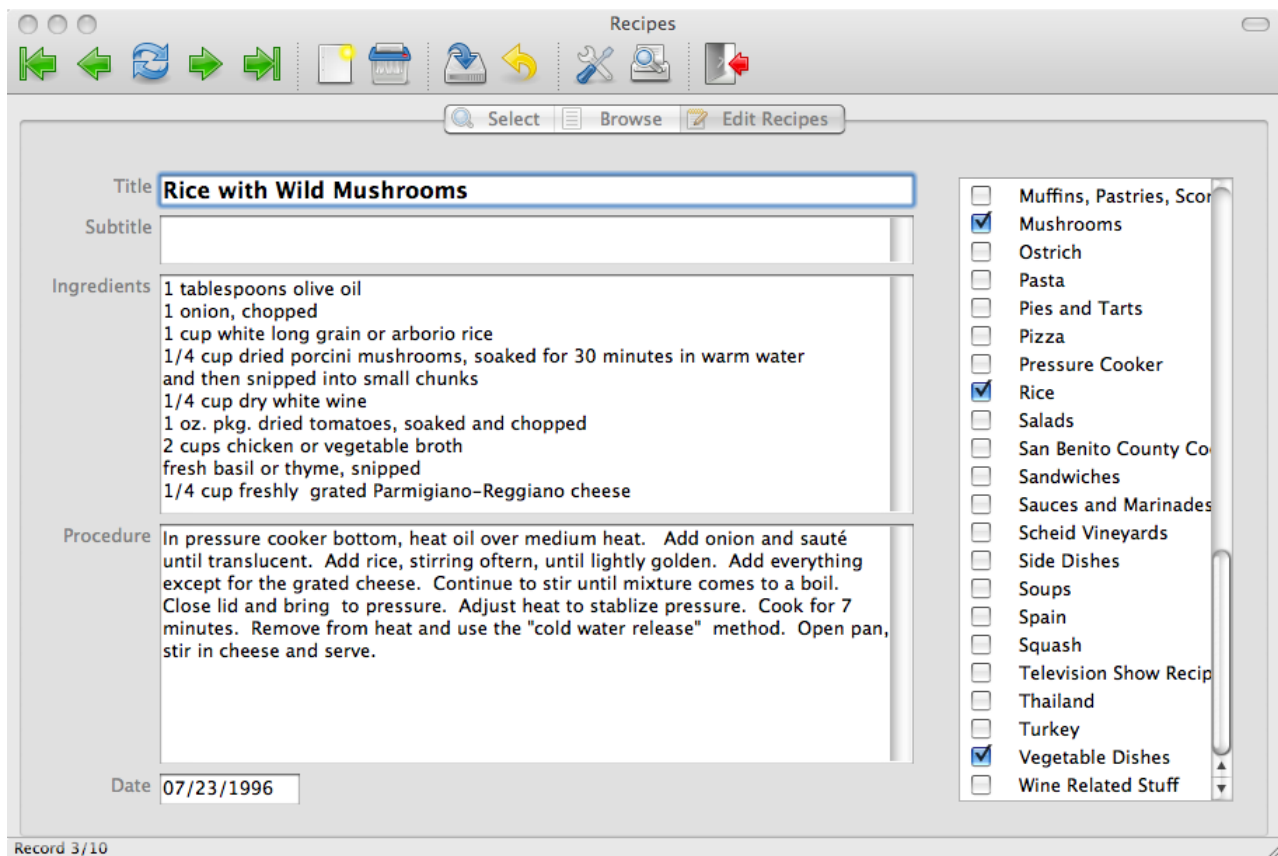 Recipes
Select Browse Edit Recipes
Title Rice with Wild Mushrooms
Subtitle
Ingredients 1 tablespoons olive oil
1 onion, chopped
1 cup white long grain or arborio rice
1/4 cup dried porcini mushrooms, soaked for 30 minutes in warm water
and then snipped into small chunks
1/4 cup dry white wine
1 oz. pkg. dried tomatoes, soaked and chopped
2 cups chicken or vegetable broth
fresh basil or thyme, snipped
1/4 cup freshly  grated Parmigiano-Reggiano cheese
Procedure In pressure cooker bottom, heat oil over medium heat.   Add onion and sauté
until translucent.  Add rice, stirring oftern, until lightly golden.  Add everything
except for the grated cheese.  Continue to stir until mixture comes to a boil.
Close lid and bring  to pressure.  Adjust heat to stablize pressure.  Cook for 7
minutes.  Remove from heat and use the "cold water release"  method.  Open pan,
stir in cheese and serve.
Date 07/23/1996
Muffins, Pastries, Scor
Mushrooms
Ostrich
Pasta
Pies and Tarts
Pizza
Pressure Cooker
Rice
Salads
San Benito County Co
Sandwiches
Sauces and Marinades
Scheid Vineyards
Side Dishes
Soups
Spain
Squash
Television Show Recip
Thailand
Turkey
Vegetable Dishes
Wine Related Stuff
Record 3/10